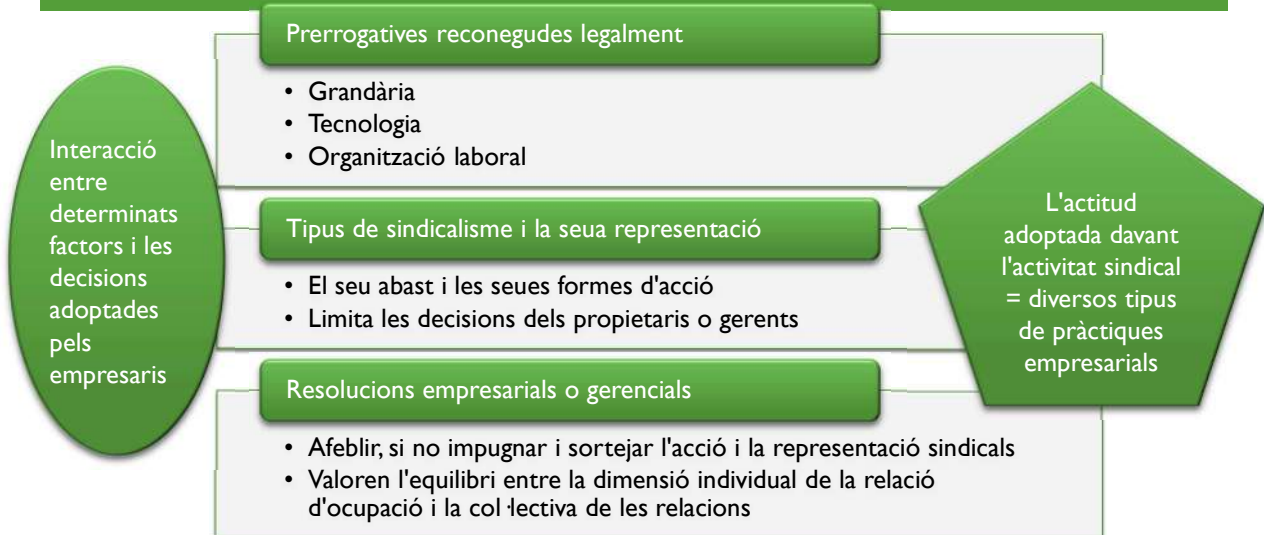 Interacció
entre
determinats
factors i les
decisions
adoptades
pels
empresaris
Prerrogatives reconegudes legalment
• Grandària
• Tecnologia
• Organització laboral
Tipus de sindicalisme i la seua representació
• El seu abast i les seues formes d'acció
• Limita les decisions dels propietaris o gerents
Resolucions empresarials o gerencials
• Afeblir, si no impugnar i sortejar l'acció i la representació sindicals
• Valoren l'equilibri entre la dimensió individual de la relació
d'ocupació i la col·lectiva de les relacions
L'actitud
adoptada davant
l'activitat sindical
= diversos tipus
de pràctiques
empresarials